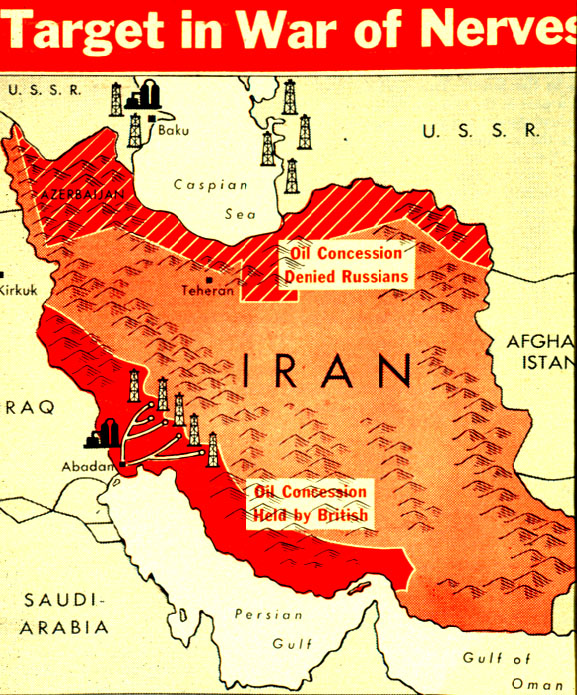 Target in War of Nerves
U. S. S. R.
Baku
U. S. S. R.
Caspian
Sea
AZERBAIJAN
Oil Concession
Denied Russians
Teheran
Kirkuk
IRAN
AFGHA
ISTAN
RAQ
Abadan
Oil Concession
Held by British
SAUDI-
ARABIA
Persian
Gulf
Gulf of
Oman